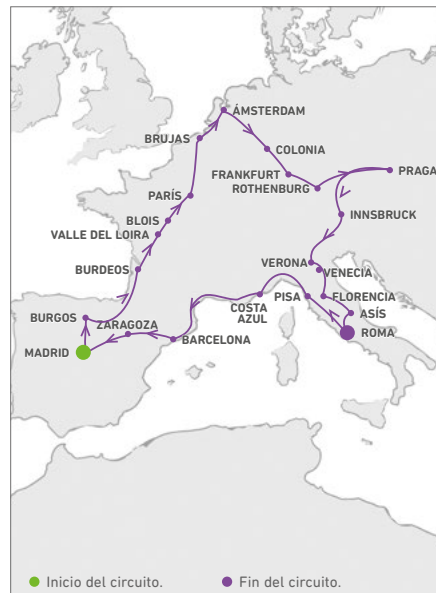 ÁMSTERDAM
BRUJAS
COLONIA
FRANKFURT
PRAGA
ROTHENBURG
PARÍS
INNSBRUCK
BLOIS
VALLE DEL LOIRA
VERONA
VENECIA
BURDEOS
FLORENCIA
COSTA
AZUL
PISA
ASÍS
BURGOS
ZARAGOZA
ROMA
BARCELONA
MADRID
Inicio del circuito.
Fin del circuito.